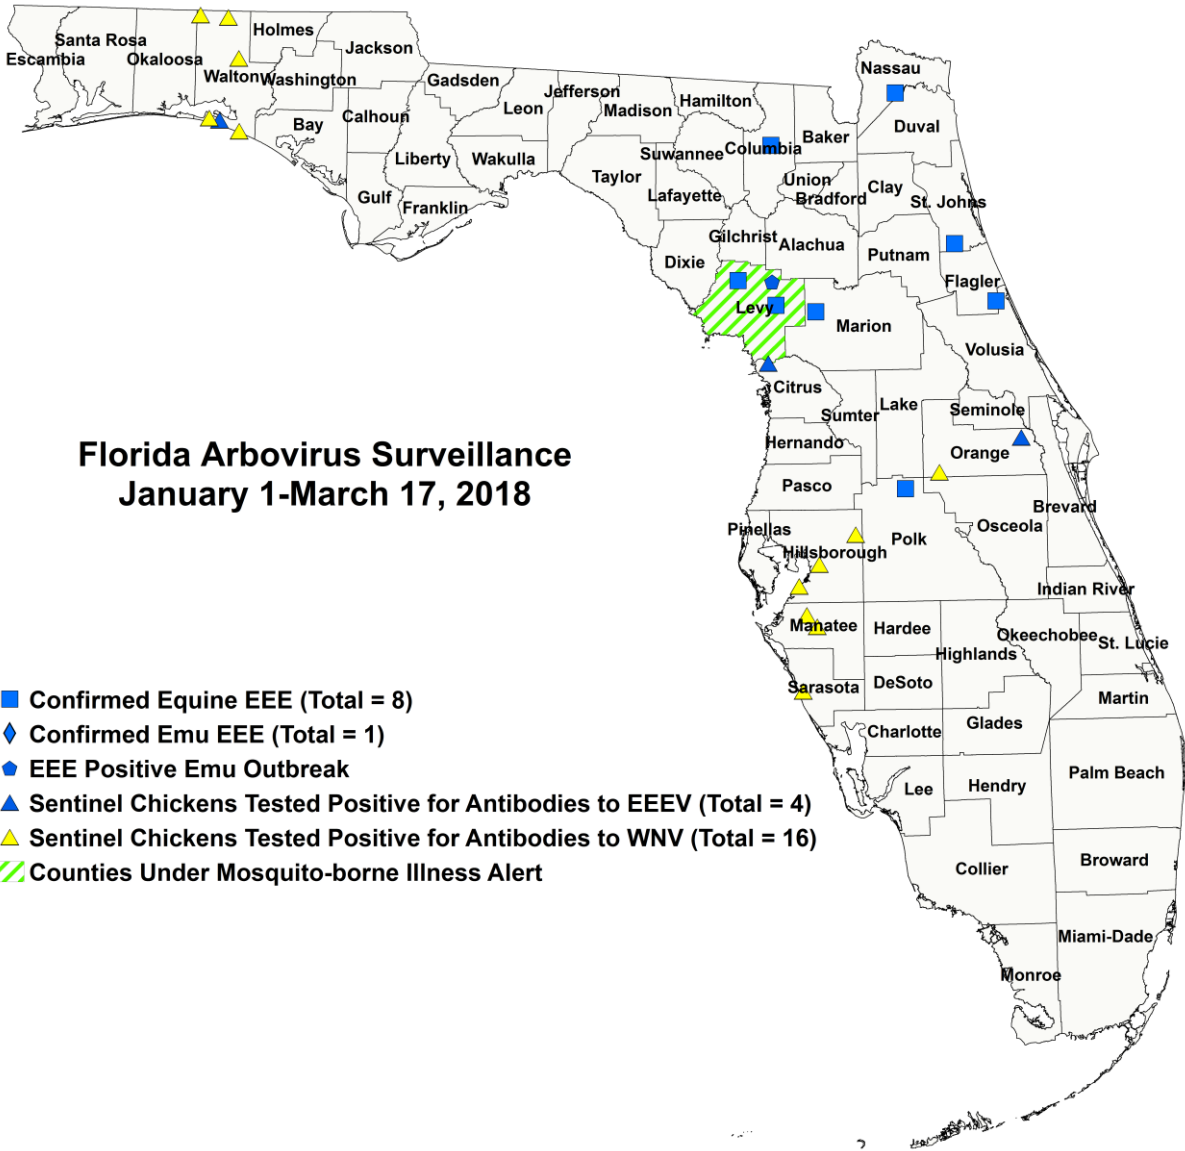 Escambia
Santa Rosa
Okaloosa
Walton
Holmes
Washington
Jackson
Bay
Calhoun
Gulf
Gadsden
Liberty
Franklin
Leon
Wakulla
Jefferson
Madison
Taylor
Hamilton
Suwannee
Lafayette
Columbia
Baker
Nassau
Duval
Union
Bradford
Clay
St. Johns
Gilchrist
Alachua
Putnam
Dixie
Flagler
Levy
Marion
Volusia
Citrus
Sumter
Lake
Seminole
Hernando
Orange
Florida Arbovirus Surveillance
January 1-March 17, 2018
Pasco
Brevard
Pinellas
Hillsborough
Polk
Osceola
Indian River
Manatee
Hardee
Highlands
Okeechobee
St. Lucie
Sarasota
DeSoto
Martin
Charlotte
Glades
Lee
Hendry
Palm Beach
Collier
Broward
Miami-Dade
Monroe
Confirmed Equine EEE (Total = 8)
Confirmed Emu EEE (Total = 1)
EEE Positive Emu Outbreak
Sentinel Chickens Tested Positive for Antibodies to EEEV (Total = 4)
Sentinel Chickens Tested Positive for Antibodies to WNV (Total = 16)
Counties Under Mosquito-borne Illness Alert